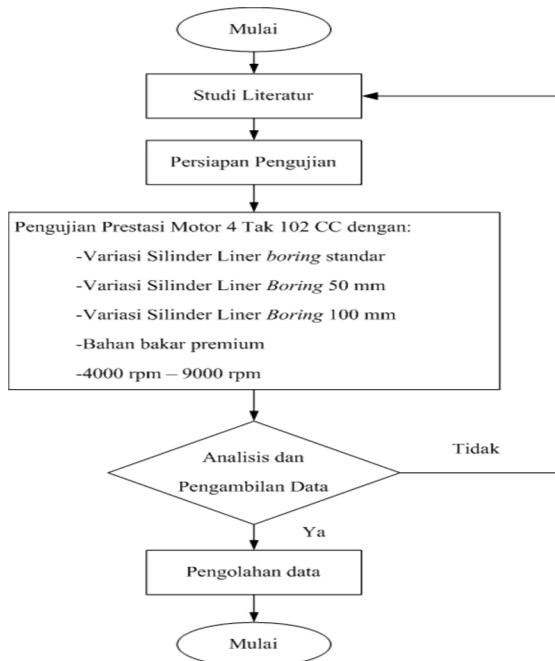 Mulai
Studi Literatur
Persiapan Pengujian
Pengujian Prestasi Motor 4 Tak 102 CC dengan:
-Variasi Silinder Liner boring standar
-Variasi Silinder Liner Boring 50 mm
-Variasi Silinder Liner Boring 100 mm
-Bahan bakar premium
-4000 rpm – 9000 rpm
Analisis dan
Pengambilan Data
Tidak
Ya
Pengolahan data
Mulai